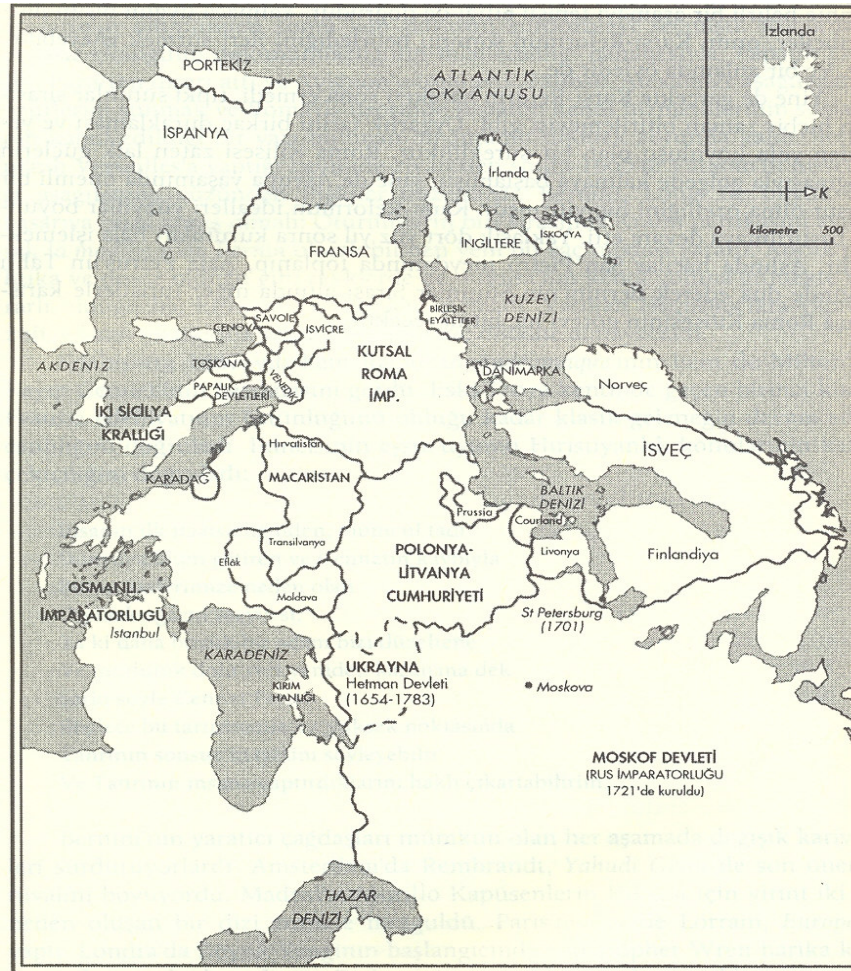 İzlanda
PORTEKİZ
ATLANTİK
OKYANUSU
İSPANYA
İrlanda
K
0 kilometre 500
FRANSA
İNGİLTERE
İSKOÇYA
KUZEY
DENİZİ
SAVOIE
CENOVA
İSVİÇRE
BİRLEŞİK
EYALETLER
KUTSAL
ROMA
İMP.
AKDENİZ
TOSKANA
PAPALIK
DEVLETLERİ
VENEDİK
DANİMARKA
Norveç
İKİ SİCİLYA
KRALLIĞI
Hırvatistan
İSVEÇ
KARADAĞ
MACARİSTAN
BALTIK
DENİZİ
Prussia
Courland
Transilvanya
Livonya
Finlandiya
Eflâk
POLONYA-
LİTVANYA
CUMHURİYETİ
Moldava
OSMANLI
İMPARATORLUĞU
İstanbul
St Petersburg
(1701)
KARADENİZ
UKRAYNA
Hetman Devleti
(1654-1783)
KIRIM
HANLIĞI
Moskova
MOSKOF DEVLETİ
(RUS İMPARATORLUĞU
1721'de kuruldu)
HAZAR
DENİZİ